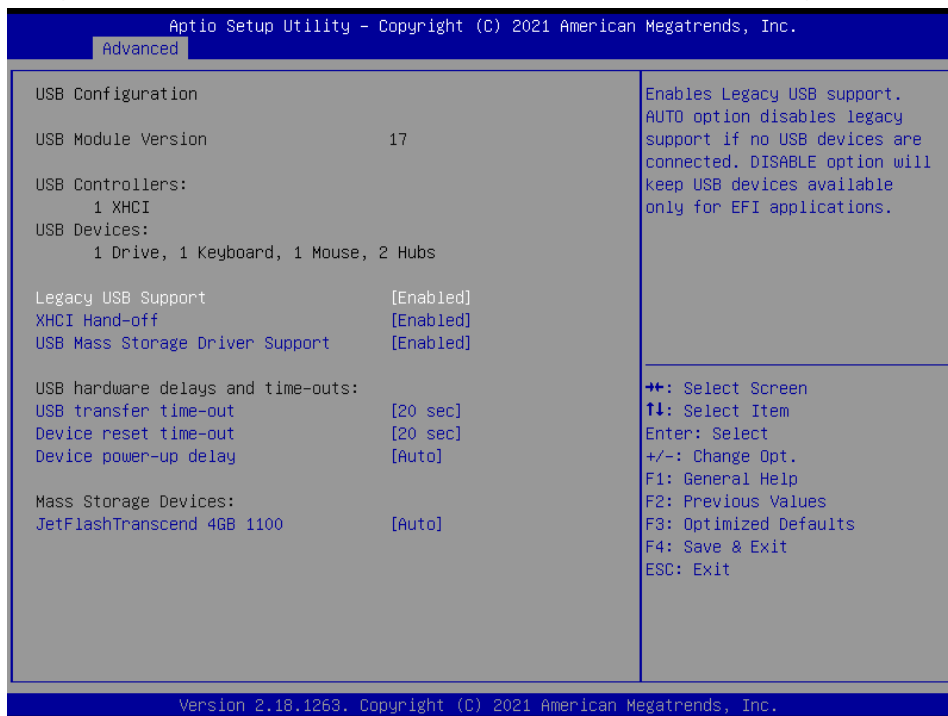 Aptio Setup Utility – Copyright (C) 2021 American Megatrends, Inc.
Advanced
USB Configuration
USB Module Version 17
USB Controllers:
1 XHCI
USB Devices:
1 Drive, 1 Keyboard, 1 Mouse, 2 Hubs
Legacy USB Support [Enabled]
XHCI Hand-off [Enabled]
USB Mass Storage Driver Support [Enabled]
USB hardware delays and time-outs:
USB transfer time-out [20 sec]
Device reset time-out [20 sec]
Device power-up delay [Auto]
Mass Storage Devices:
JetFlashTranscend 4GB 1100 [Auto]
Enables Legacy USB support.
AUTO option disables legacy
support if no USB devices are
connected. DISABLE option will
keep USB devices available
only for EFI applications.
→←: Select Screen
↑↓: Select Item
Enter: Select
+/-: Change Opt.
F1: General Help
F2: Previous Values
F3: Optimized Defaults
F4: Save & Exit
ESC: Exit
Version 2.18.1263. Copyright (C) 2021 American Megatrends, Inc.